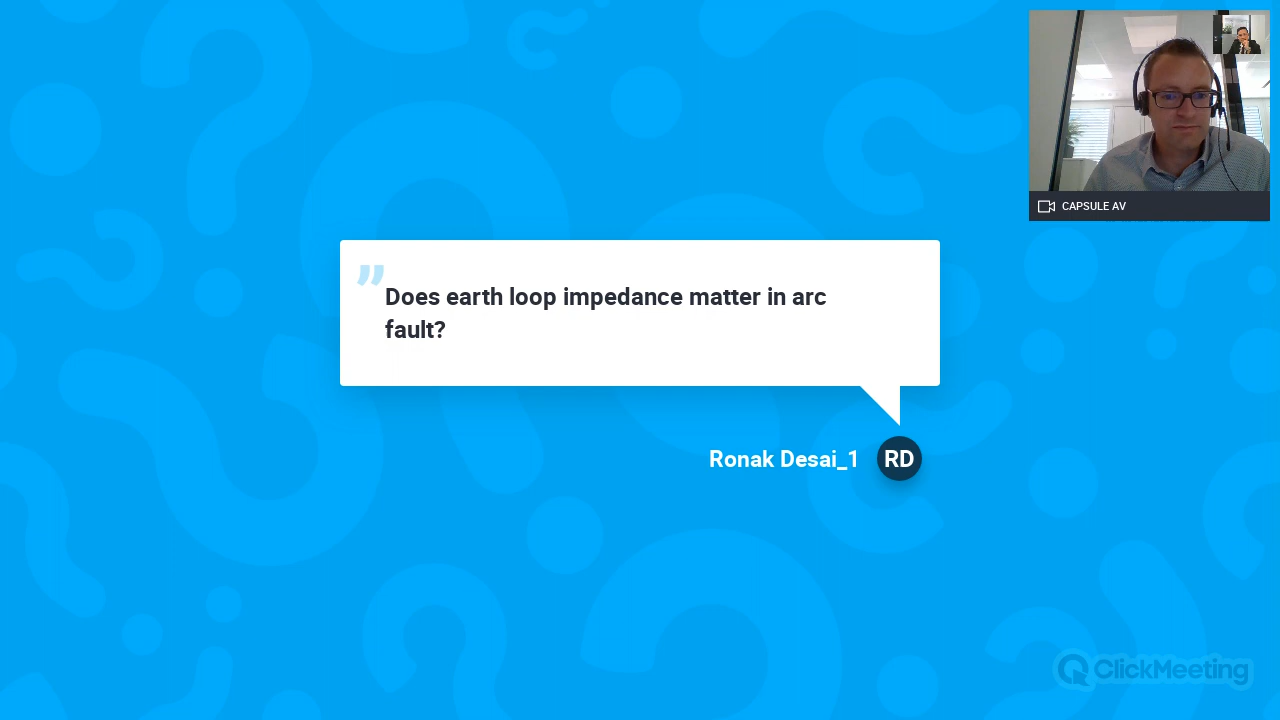 CAPSULE AV
Does earth loop impedance matter in arc
fault?
Ronak Desai_1
RD
ClickMeeting